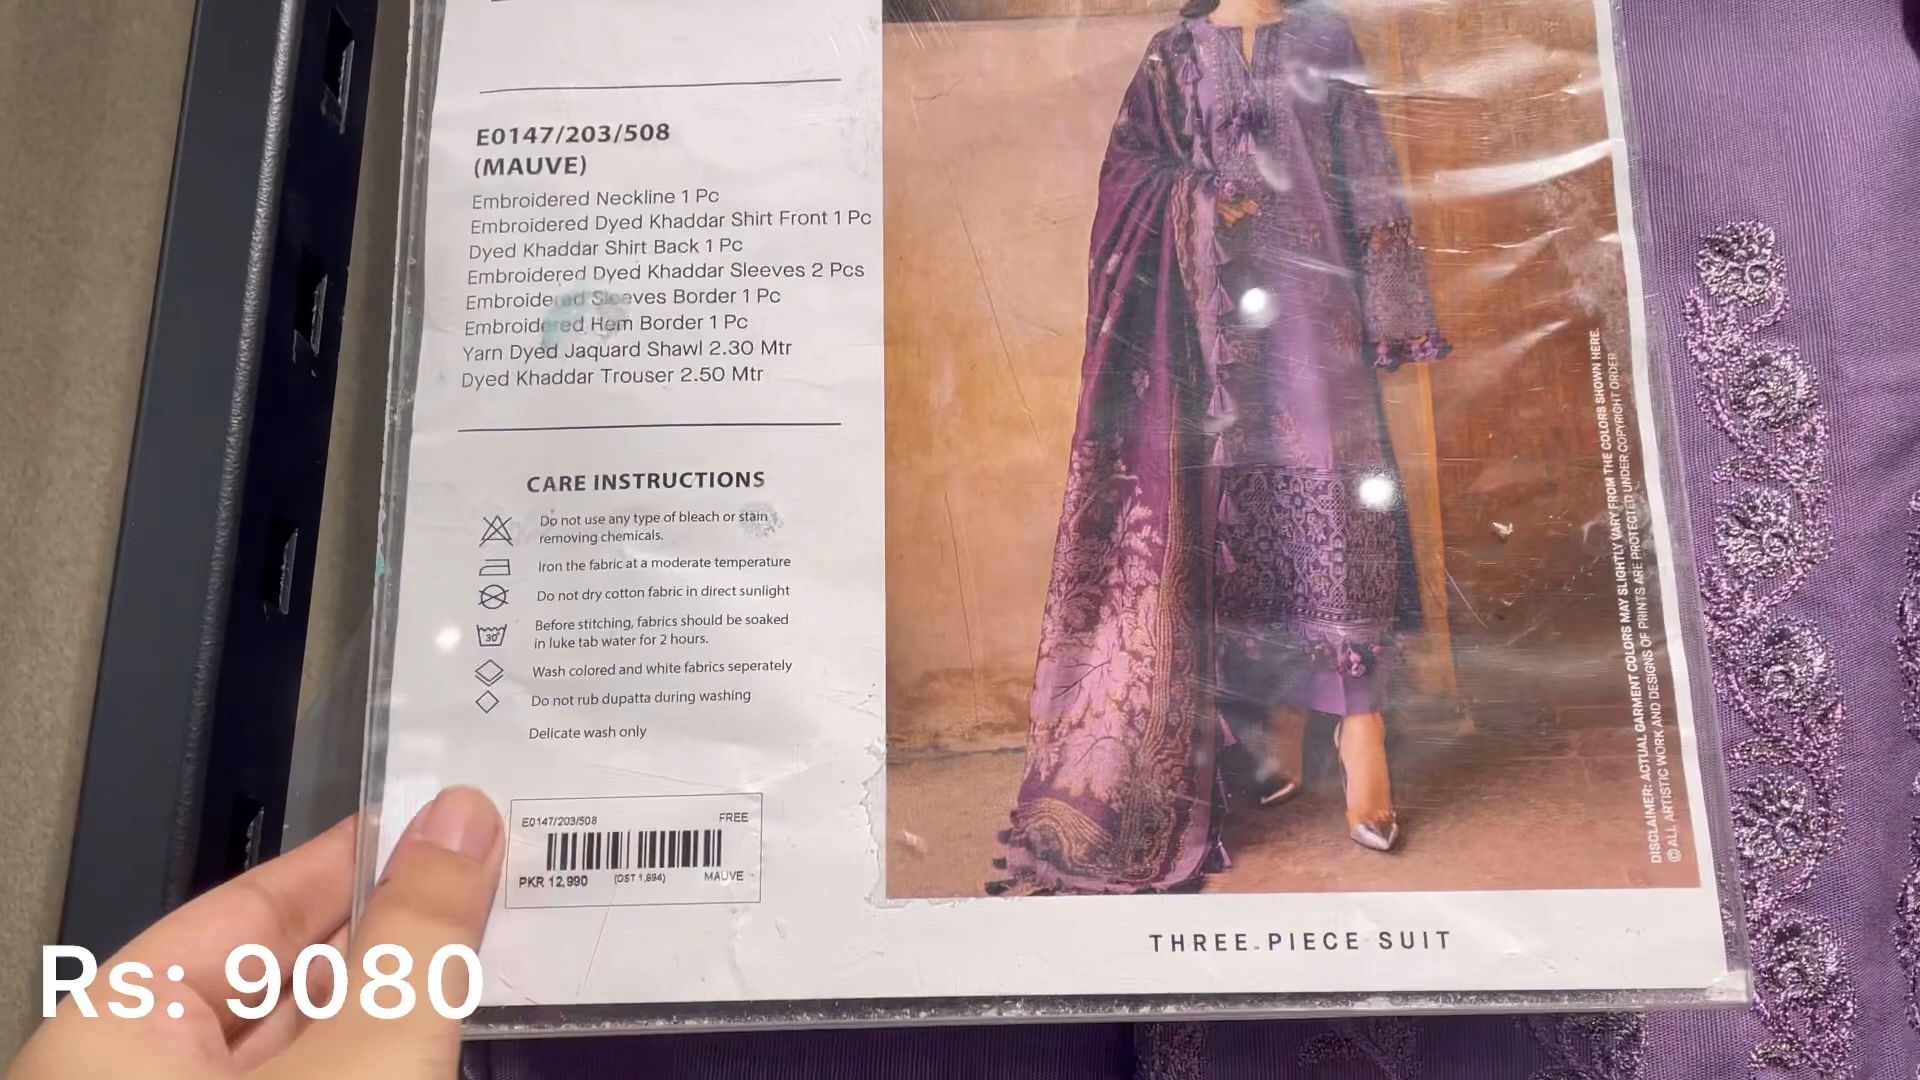 E0147/203/508
(MAUVE)
Embroidered Neckline 1 Pc
Embroidered Dyed Khaddar Shirt Front 1 Pc
Dyed Khaddar Shirt Back 1 Pc
Embroidered Dyed Khaddar Sleeves 2 Pcs
Embroidered Sleeves Border 1 Pc
Embroidered Hem Border 1 Pc
Yarn Dyed Jaquard Shawl 2.30 Mtr
Dyed Khaddar Trouser 2.50 Mtr
CARE INSTRUCTIONS
Do not use any type of bleach or stain
removing chemicals.
Iron the fabric at a moderate temperature
Do not dry cotton fabric in direct sunlight
30°
Before stitching, fabrics should be soaked
in luke tab water for 2 hours.
Wash colored and white fabrics seperately
Do not rub dupatta during washing
Delicate wash only
E0147/203/508 FREE
PKR 12,990 (GST 1,694) MAUVE
THREE-PIECE SUIT
DISCLAIMER: ACTUAL GARMENT COLORS MAY SLIGHTLY VARY FROM THE COLORS SHOWN HERE.
© ALL ARTISTIC WORK AND DESIGNS OF PRINTS ARE PROTECTED UNDER COPYRIGHT ORDER
Rs: 9080